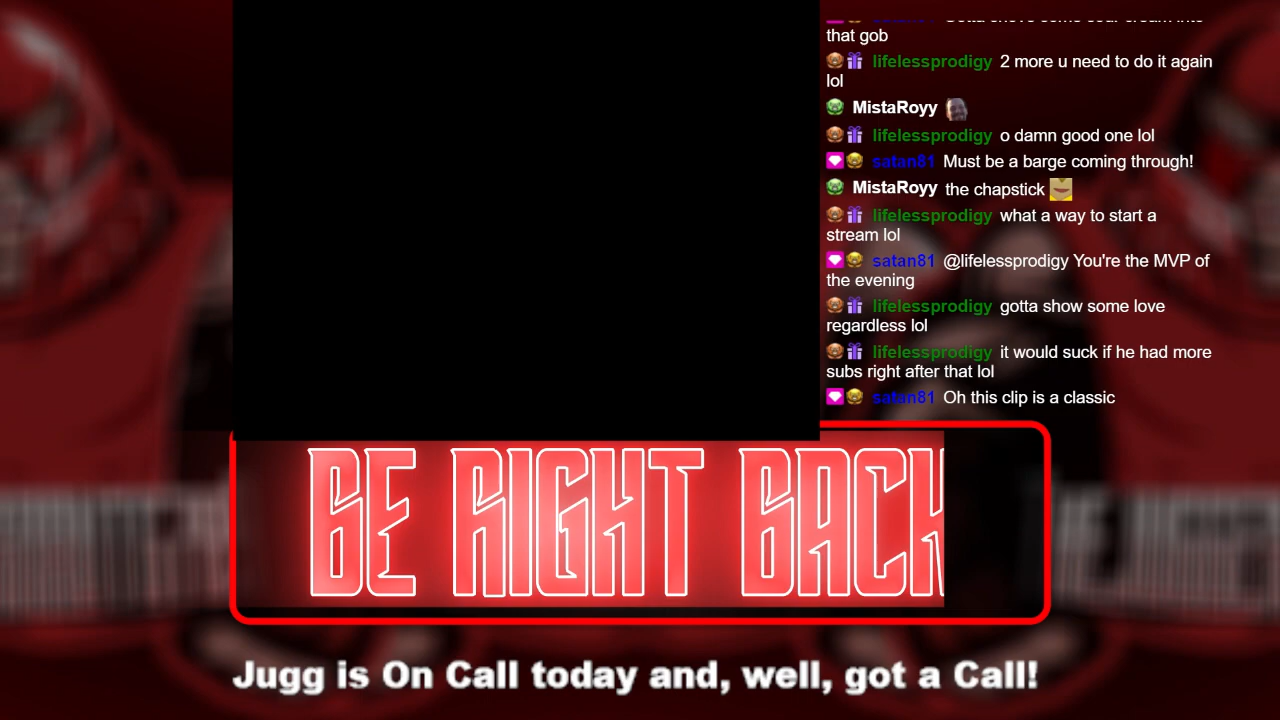 that gob
lifelessprodigy 2 more u need to do it again
lol
MistaRoyy
lifelessprodigy o damn good one lol
satan81 Must be a barge coming through!
MistaRoyy the chapstick
lifelessprodigy what a way to start a
stream lol
satan81 @lifelessprodigy You're the MVP of
the evening
lifelessprodigy gotta show some love
regardless lol
lifelessprodigy it would suck if he had more
subs right after that lol
satan81 Oh this clip is a classic
BE RIGHT BACK
Jugg is On Call today and, well, got a Call!